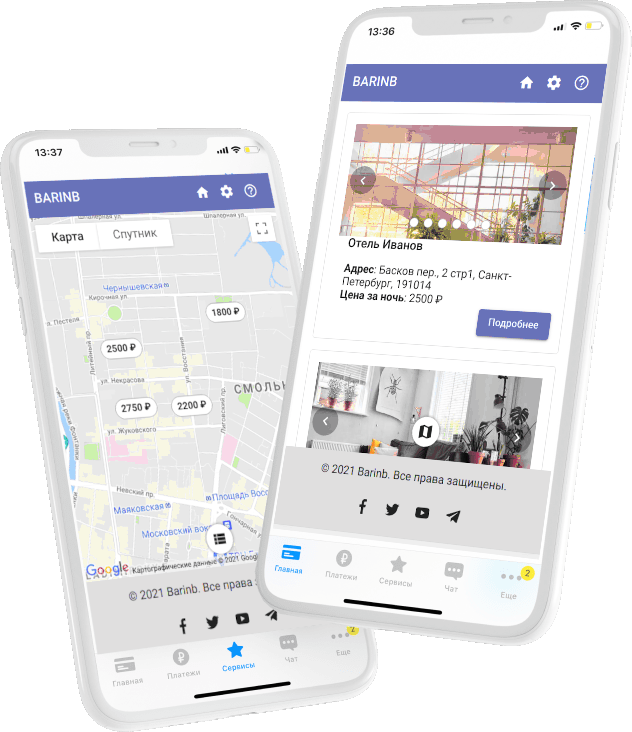 13:36
BARINB
Отель Иванов
Адрес: Басков пер., 2 стр1, Санкт-
Петербург, 191014
Цена за ночь: 2500 ₽
Подробнее
© 2021 Barinb. Все права защищены.
Главная
Платежи
Сервисы
Чат
2
Еще
13:37
BARINB
Шпалерная ул.
Карта
Спутник
Чернышевская
Кирочная ул.
1800 ₽
ул. Пестеля
Литейный пр.
2500 ₽
ул. Восстания
ул. Некрасова
СМОЛЬН
2750 ₽
2200 ₽
Лиговский пр.
ул. Жуковского
Невский пр.
Площадь Восс
Маяковская
Гончарная ул.
Московский вок
Google
Картографические данные © 2021 Google
© 2021 Barinb. Все права з
Главная
Платежи
Сервисы
Чат
2
Еще